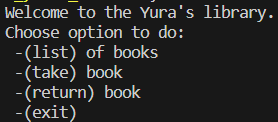 Welcome to the Yura's library.
Choose option to do:
-(list) of books
-(take) book
-(return) book
-(exit)